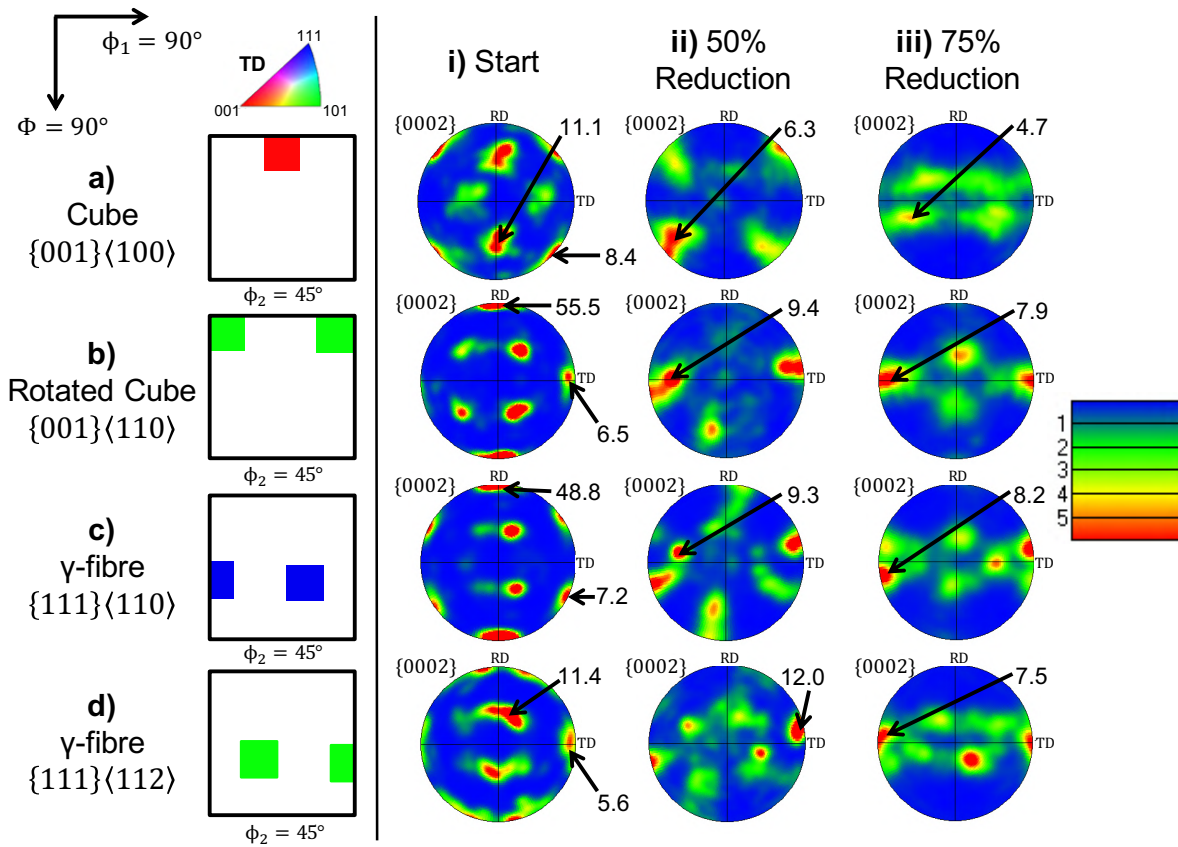 ϕ₁ = 90°
Φ = 90°
TD
111
001
101
i) Start
ii) 50%
Reduction
iii) 75%
Reduction
a)
Cube
{001}⟨100⟩
ϕ₂ = 45°
{0002}
RD
TD
11.1
8.4
{0002}
RD
TD
6.3
{0002}
RD
TD
4.7
b)
Rotated Cube
{001}⟨110⟩
ϕ₂ = 45°
{0002}
RD
TD
55.5
6.5
{0002}
RD
TD
9.4
{0002}
RD
TD
7.9
c)
γ-fibre
{111}⟨110⟩
ϕ₂ = 45°
{0002}
RD
TD
48.8
7.2
{0002}
RD
TD
9.3
{0002}
RD
TD
8.2
d)
γ-fibre
{111}⟨112⟩
ϕ₂ = 45°
{0002}
RD
TD
11.4
5.6
{0002}
RD
TD
12.0
{0002}
RD
TD
7.5
1
2
3
4
5